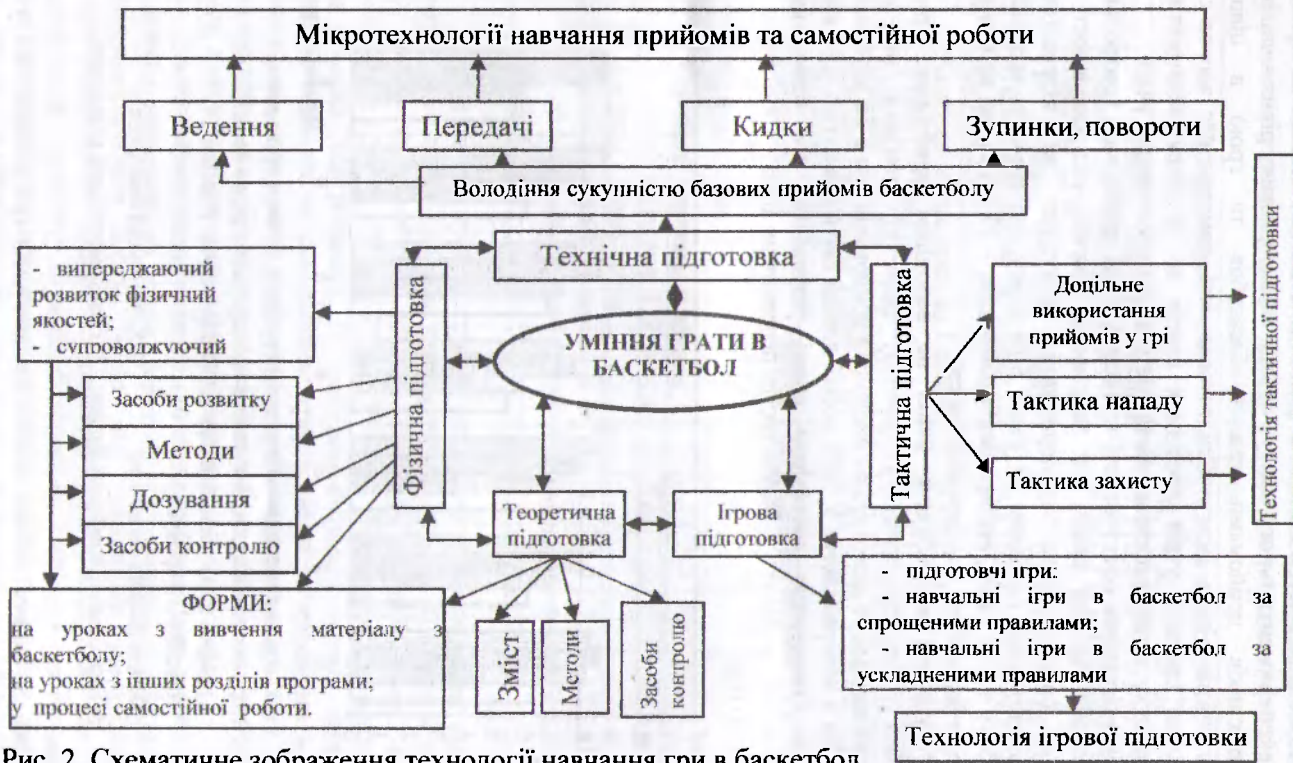 Мікротехнології навчання прийомів та самостійної роботи
Ведення
Передачі
Кидки
Зупинки, повороти
Володіння сукупністю базових прийомів баскетболу
Технічна підготовка
- випереджаючий
розвиток фізичний
якостей;
- супроводжуючий
Фізична підготовка
УМІННЯ ГРАТИ В
БАСКЕТБОЛ
Тактична підготовка
Доцільне
використання
прийомів у грі
Тактика нападу
Тактика захисту
Технологія тактичної підготовки
Засоби розвитку
Методи
Дозування
Засоби контролю
Теоретична
підготовка
Ігрова
підготовка
ФОРМИ:
на уроках з вивчення матеріалу з
баскетболу;
на уроках з інших розділів програми;
у процесі самостійної роботи.
Зміст
Методи
Засоби
контролю
- підготовчі ігри:
- навчальні ігри в баскетбол за
спрощеними правилами;
- навчальні ігри в баскетбол за
ускладненими правилами
Технологія ігрової підготовки
Рис. 2. Схематичне зображення технології навчання гри в баскетбол